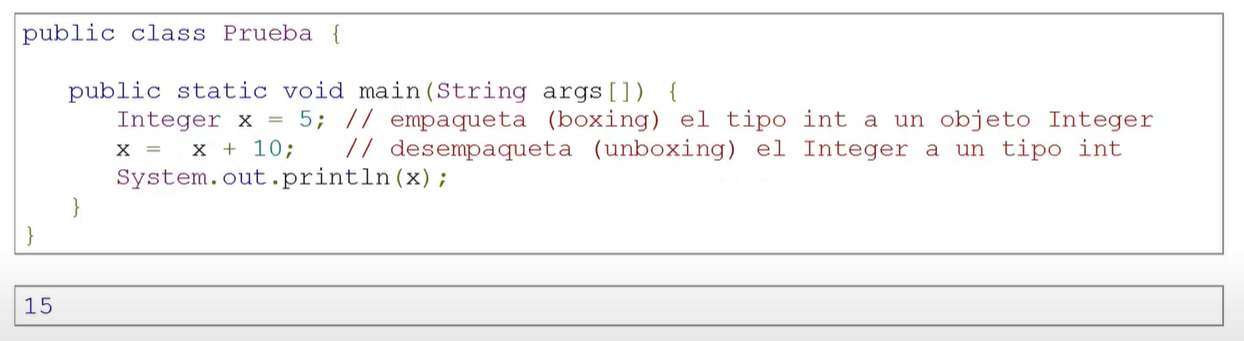 public class Prueba {
public static void main(String args[]) {
Integer x = 5; // empaqueta (boxing) el tipo int a un objeto Integer
x =  x + 10;   // desempaqueta (unboxing) el Integer a un tipo int
System.out.println(x);
}
}
15